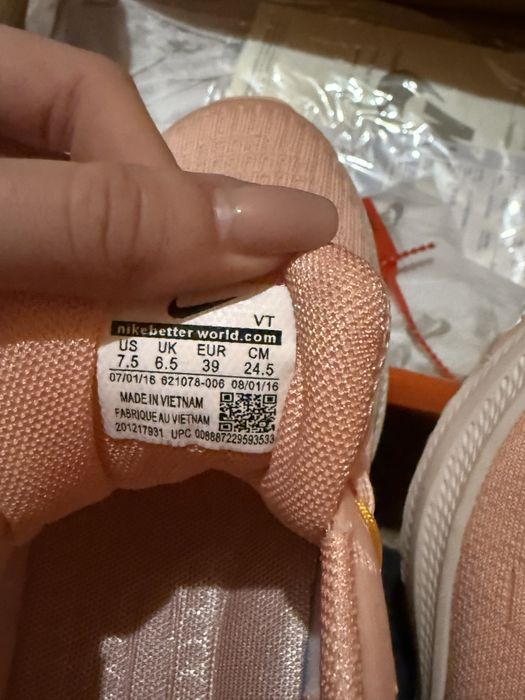 VT
nikebetterworld.com
US UK EUR CM
7.5 6.5 39 24.5
07/01/16 621078-006 08/01/16
MADE IN VIETNAM
FABRIQUE AU VIETNAM
201217931 UPC 00887229593533